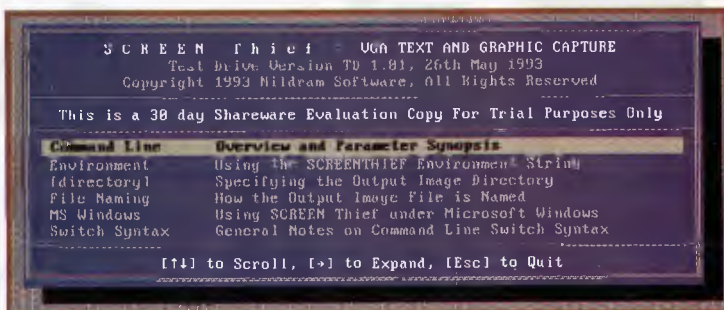 SCREEN Thief - VGA TEXT AND GRAPHIC CAPTURE
Test Drive Version TD 1.01, 26th May 1993
Copyright 1993 Nildram Software, All Rights Reserved
This is a 30 day Shareware Evaluation Copy For Trial Purposes Only
Command Line Overview and Parameter Synopsis
Environment Using the SCREENTHIEF Environment String
[directory] Specifying the Output Image Directory
File Naming How the Output Image File is Named
MS Windows Using SCREEN Thief under Microsoft Windows
Switch Syntax General Notes on Command Line Switch Syntax
[↑↓] to Scroll, [→] to Expand, [Esc] to Quit